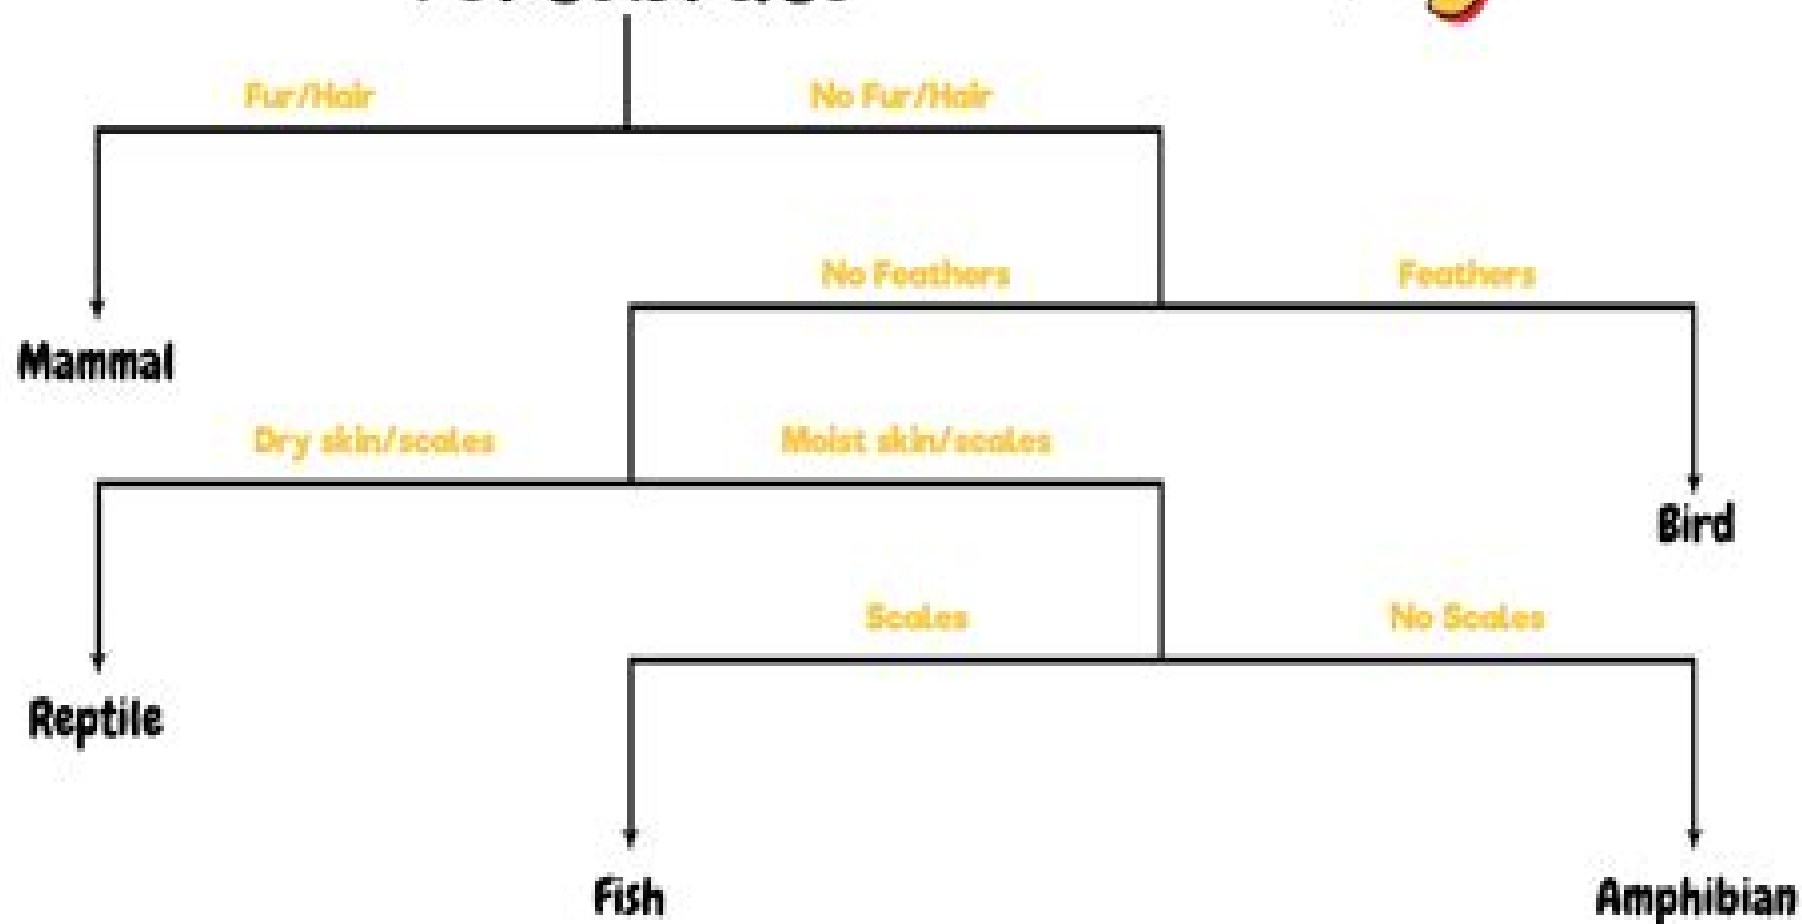 Fur/Hair
No Fur/Hair
No Feathers
Feathers
Mammal
Dry skin/scales
Moist skin/scales
Bird
Scales
No Scales
Reptile
Fish
Amphibian